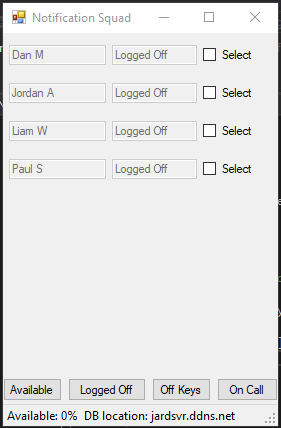 Notification Squad
Dan M Logged Off Select
Jordan A Logged Off Select
Liam W Logged Off Select
Paul S Logged Off Select
Available Logged Off Off Keys On Call
Available: 0% DB location: jardsvr.ddns.net